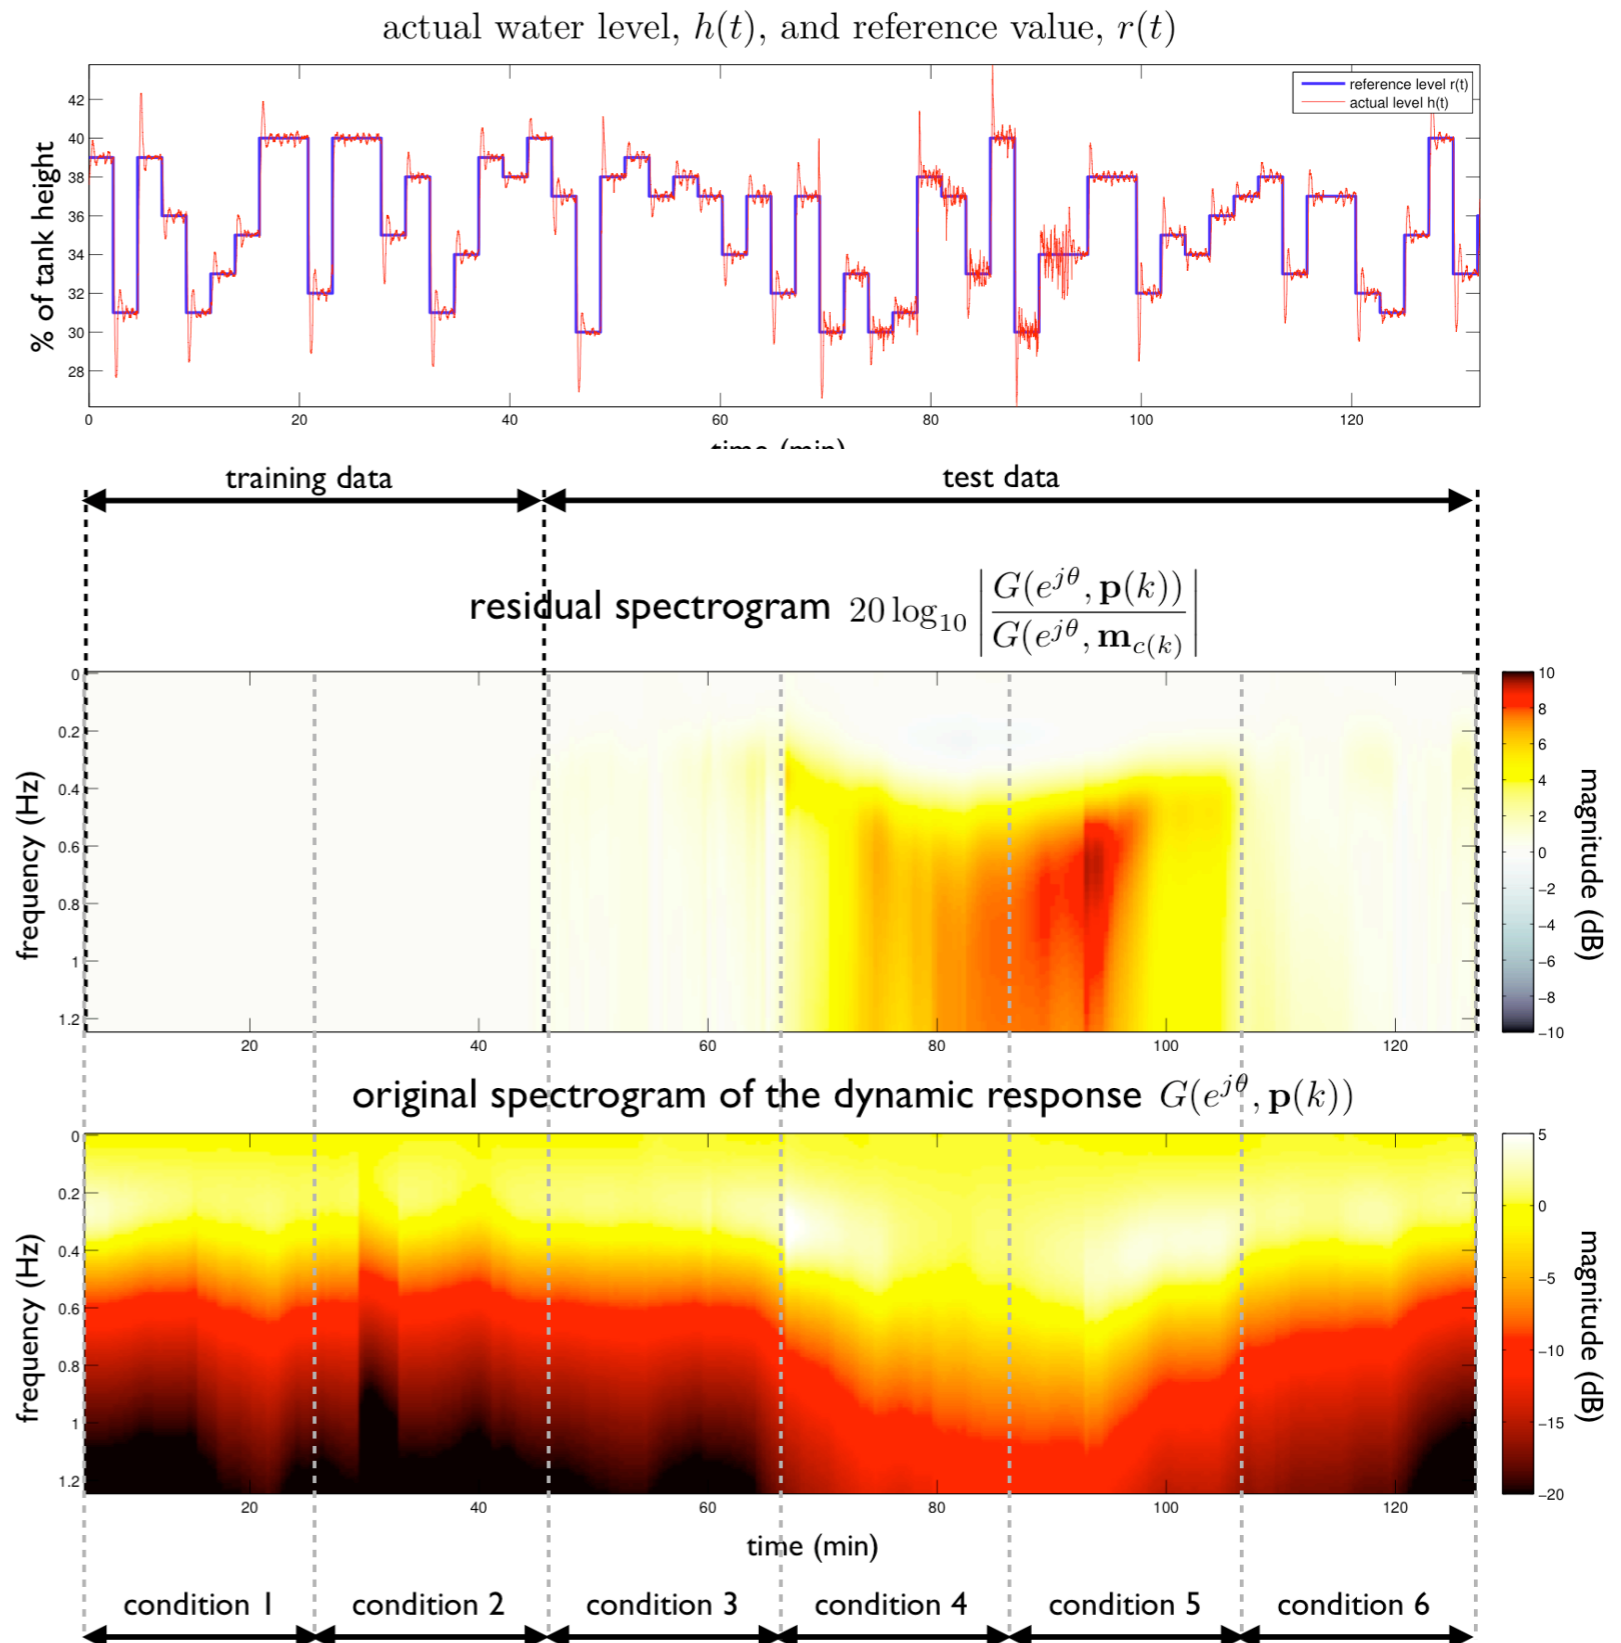 actual water level, h(t), and reference value, r(t)
reference level r(t)
actual level h(t)
% of tank height
42
40
38
36
34
32
30
28
0 20 40 60 80 100 120
time (min)
training data test data
residual spectrogram 20 log₁₀ |G(e^{jθ}, p(k)) / G(e^{jθ}, m_{c(k)}|
frequency (Hz)
0
0.2
0.4
0.6
0.8
1
1.2
20 40 60 80 100 120
10
8
6
4
2
0
−2
−4
−6
−8
−10
magnitude (dB)
original spectrogram of the dynamic response G(e^{jθ}, p(k))
frequency (Hz)
0
0.2
0.4
0.6
0.8
1
1.2
20 40 60 80 100 120
5
0
−5
−10
−15
−20
magnitude (dB)
time (min)
condition 1 condition 2 condition 3 condition 4 condition 5 condition 6